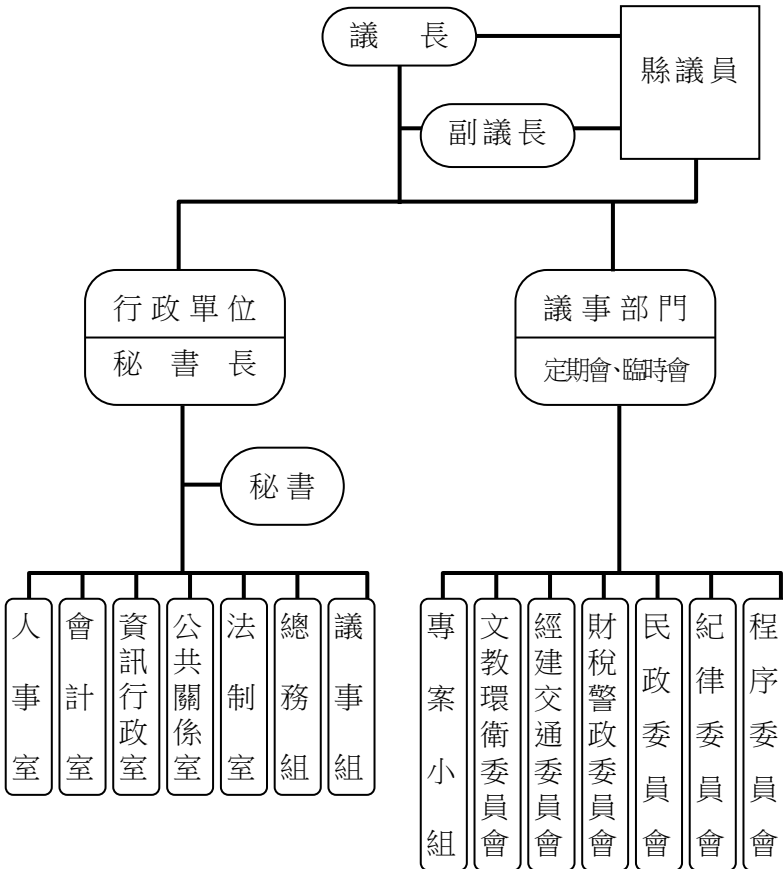 議長
縣議員
副議長
行政單位
秘書長
議事部門
定期會、臨時會
秘書
人事室
會計室
資訊行政室
公共關係室
法制室
總務組
議事組
專案小組
文教環衛委員會
經建交通委員會
財稅警政委員會
民政委員會
紀律委員會
程序委員會